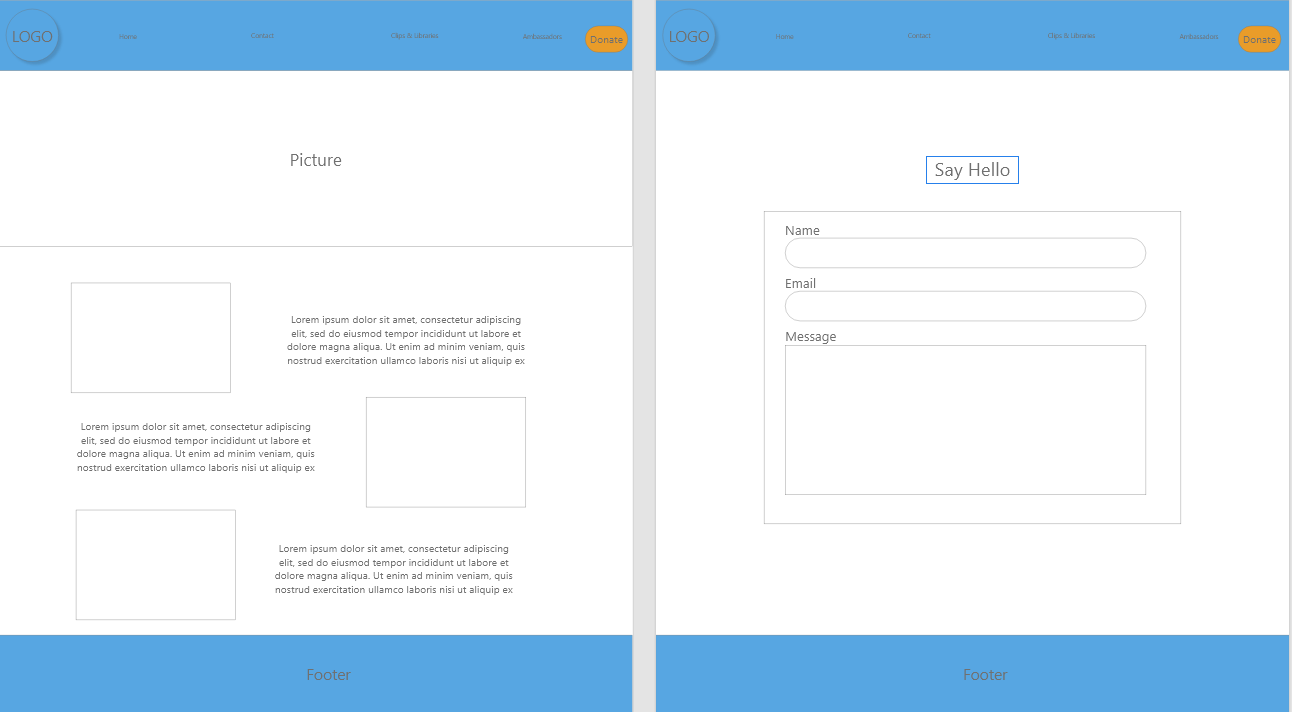 LOGO
Home
Contact
Clips & Libraries
Ambassadors
Donate
Picture
Lorem ipsum dolor sit amet, consectetur adipiscing
elit, sed do eiusmod tempor incididunt ut labore et
dolore magna aliqua. Ut enim ad minim veniam, quis
nostrud exercitation ullamco laboris nisi ut aliquip ex
Lorem ipsum dolor sit amet, consectetur adipiscing
elit, sed do eiusmod tempor incididunt ut labore et
dolore magna aliqua. Ut enim ad minim veniam, quis
nostrud exercitation ullamco laboris nisi ut aliquip ex
Lorem ipsum dolor sit amet, consectetur adipiscing
elit, sed do eiusmod tempor incididunt ut labore et
dolore magna aliqua. Ut enim ad minim veniam, quis
nostrud exercitation ullamco laboris nisi ut aliquip ex
Footer
LOGO
Home
Contact
Clips & Libraries
Ambassadors
Donate
Say Hello
Name
Email
Message
Footer